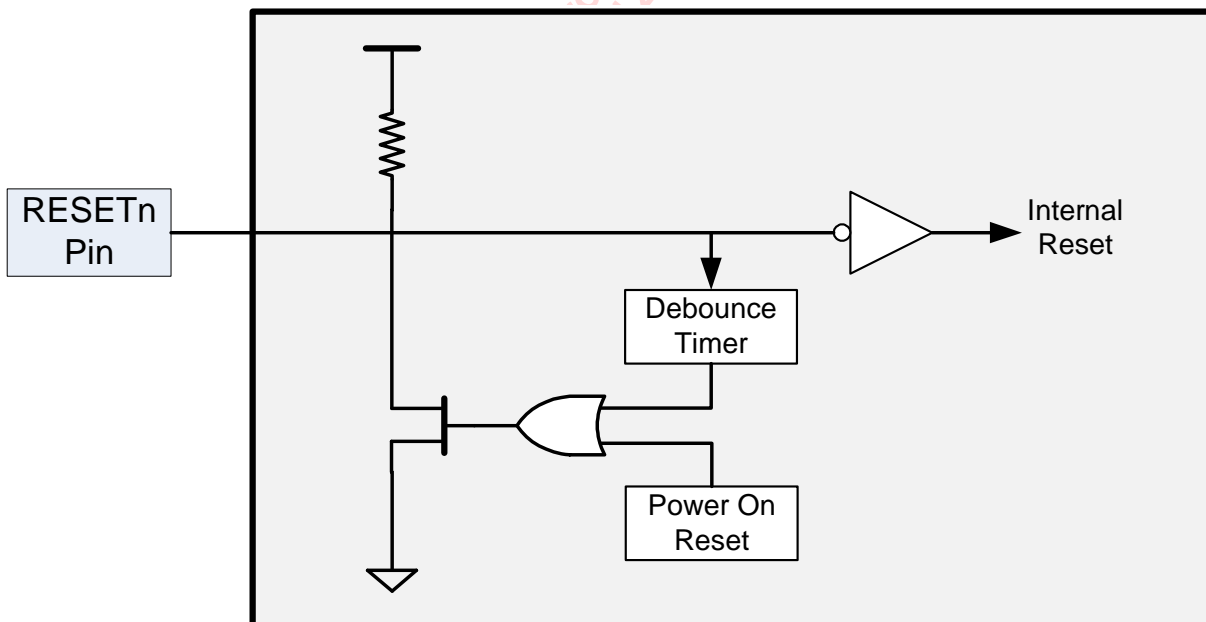 RESETn
Pin
Internal
Reset
Debounce
Timer
Power On
Reset